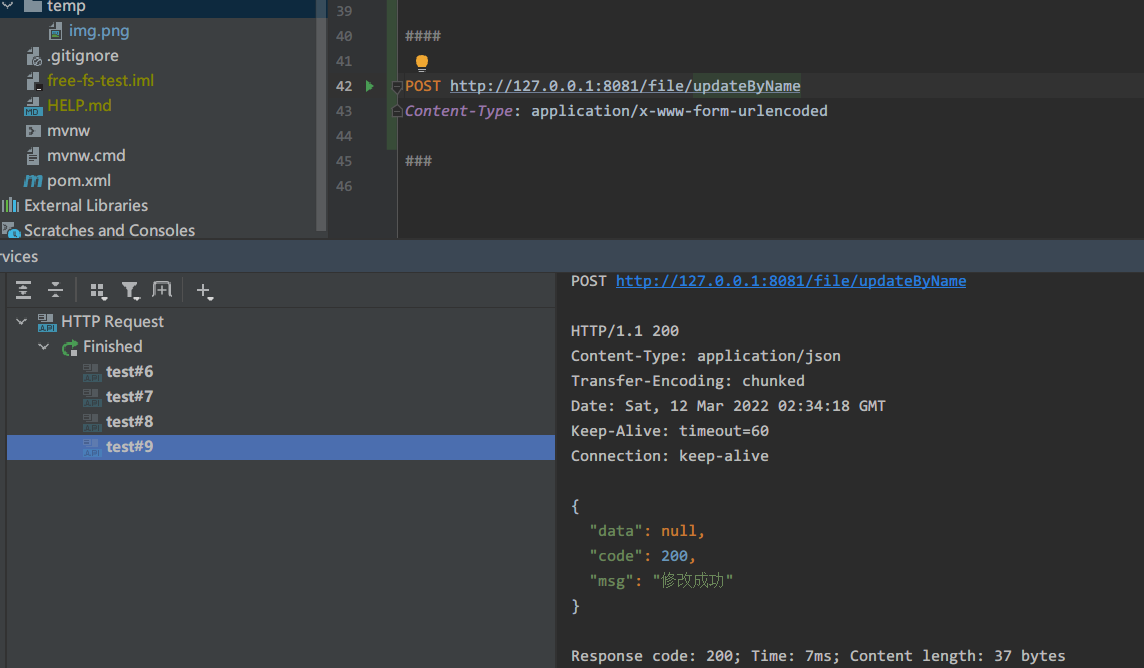 temp
img.png
.gitignore
free-fs-test.iml
HELP.md
mvnw
mvnw.cmd
pom.xml
External Libraries
Scratches and Consoles
39
40 ####
41
42 POST http://127.0.0.1:8081/file/updateByName
43 Content-Type: application/x-www-form-urlencoded
44
45 ###
46
rvices
HTTP Request
Finished
test#6
test#7
test#8
test#9
POST http://127.0.0.1:8081/file/updateByName
HTTP/1.1 200
Content-Type: application/json
Transfer-Encoding: chunked
Date: Sat, 12 Mar 2022 02:34:18 GMT
Keep-Alive: timeout=60
Connection: keep-alive
{
"data": null,
"code": 200,
"msg": "修改成功"
}
Response code: 200; Time: 7ms; Content length: 37 bytes